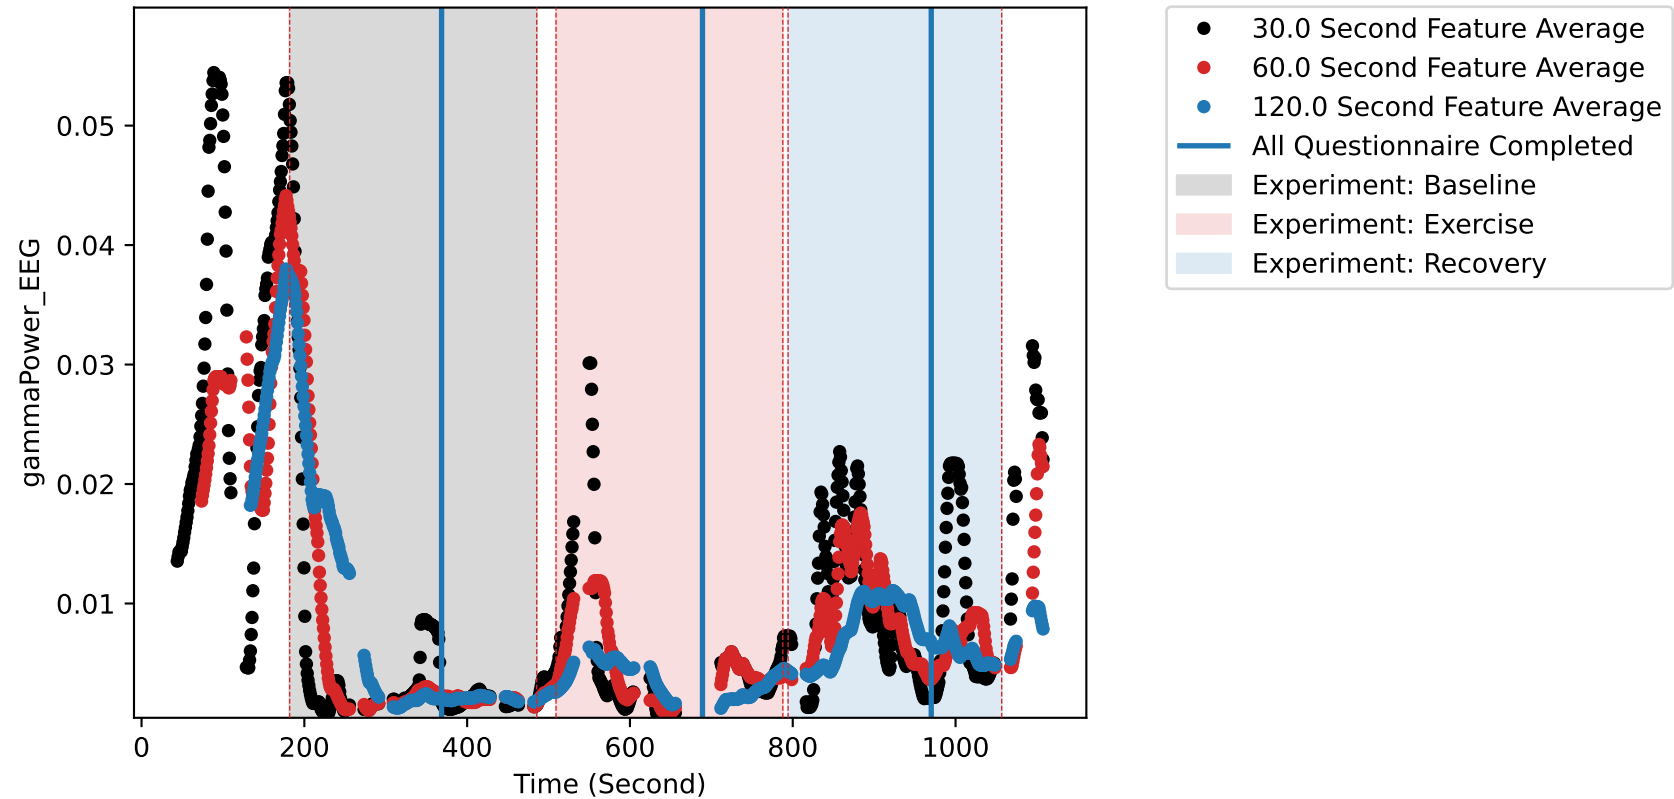 30.0 Second Feature Average
60.0 Second Feature Average
120.0 Second Feature Average
All Questionnaire Completed
Experiment: Baseline
Experiment: Exercise
Experiment: Recovery
gammaPower_EEG
0.05
0.04
0.03
0.02
0.01
0 200 400 600 800 1000
Time (Second)